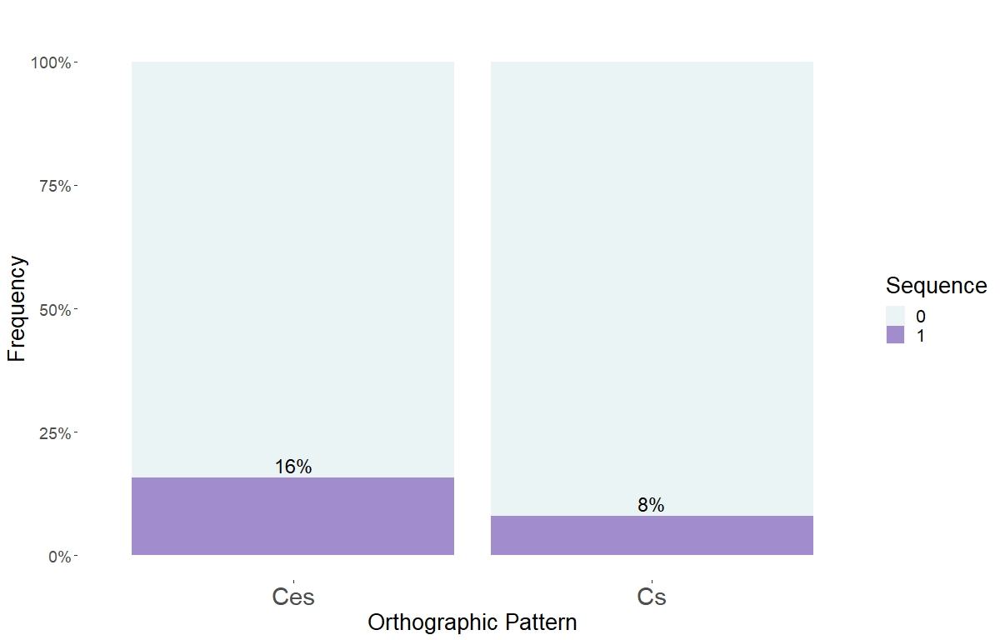 100%
75%
50%
25%
0%
Frequency
16%
8%
Ces
Cs
Orthographic Pattern
Sequence
0
1